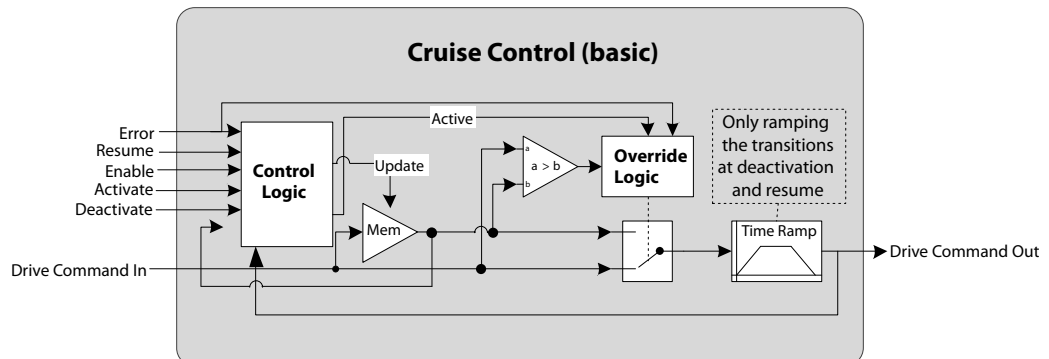 Cruise Control (basic)
Error
Resume
Enable
Activate
Deactivate
Drive Command In
Control
Logic
Active
Update
Mem
a
a > b
b
Override
Logic
Only ramping
the transitions
at deactivation
and resume
Time Ramp
Drive Command Out